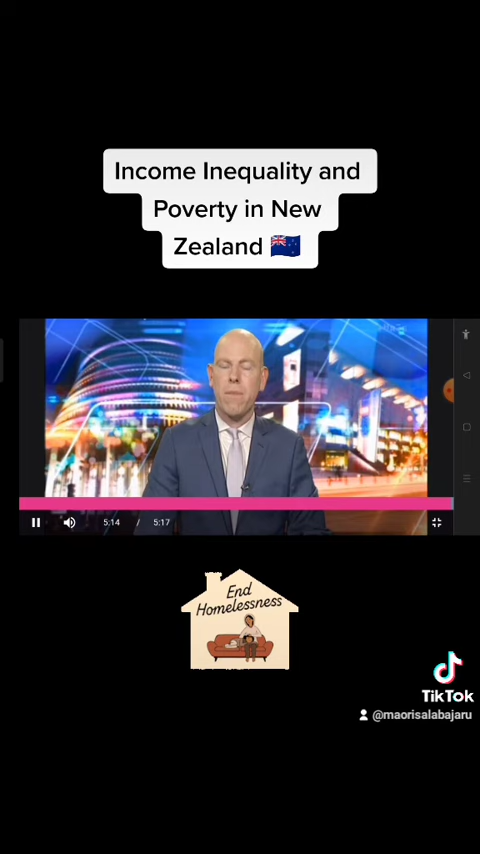 Income Inequality and
Poverty in New
Zealand 🇳🇿
5:14 / 5:17
End
Homelessness
TikTok
@maorisalabajaru